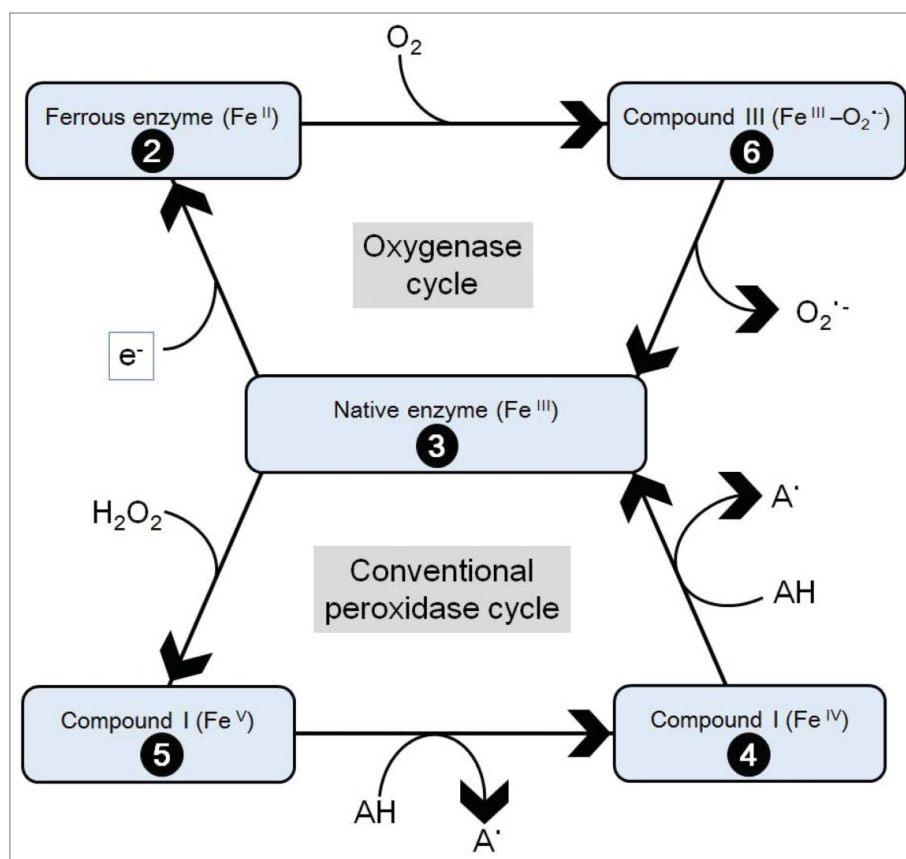 O₂
Ferrous enzyme (Fe II)
2
Compound III (Fe III –O₂•-)
6
Oxygenase
cycle
O₂•-
e-
Native enzyme (Fe III)
3
H₂O₂
A•
AH
Conventional
peroxidase cycle
Compound I (Fe V)
5
Compound I (Fe IV)
4
AH
A•